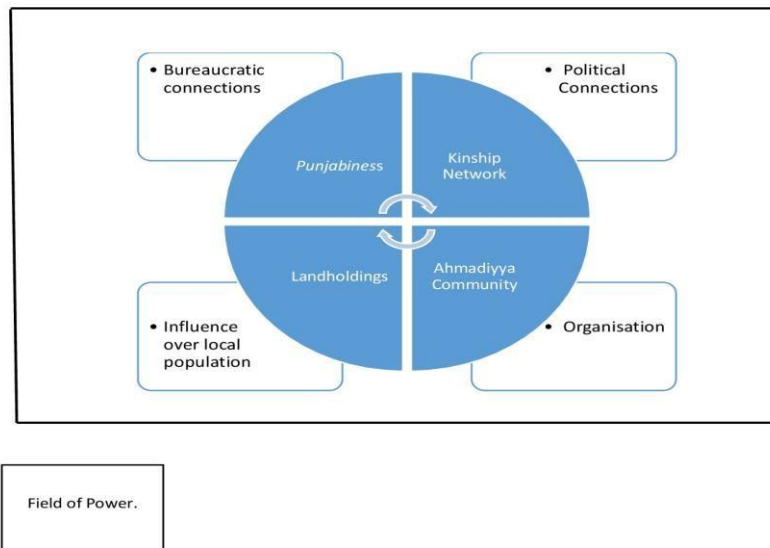 • Bureaucratic
connections
• Political
Connections
Punjabiness
Kinship
Network
Landholdings
Ahmadiyya
Community
• Influence
over local
population
• Organisation
Field of Power.